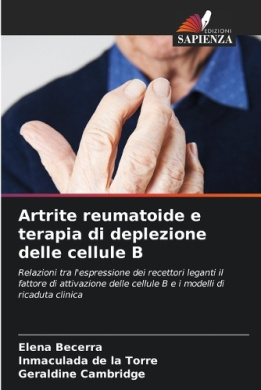 EDIZIONI
SAPIENZA
Artrite reumatoide e
terapia di deplezione
delle cellule B
Relazioni tra l'espressione dei recettori leganti il
fattore di attivazione delle cellule B e i modelli di
ricaduta clinica
Elena Becerra
Inmaculada de la Torre
Geraldine Cambridge